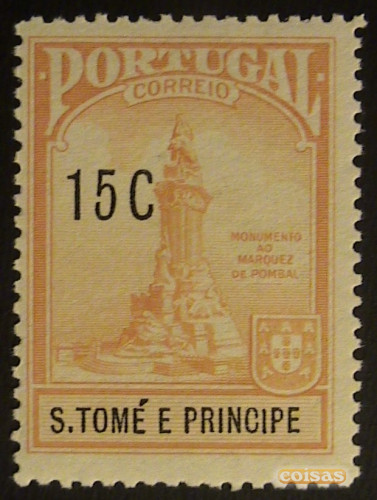 PORTUGAL
CORREIO
15C
MONUMENTO
AO
MARQUEZ
DE POMBAL
S.TOMÉ E PRINCIPE
coisas